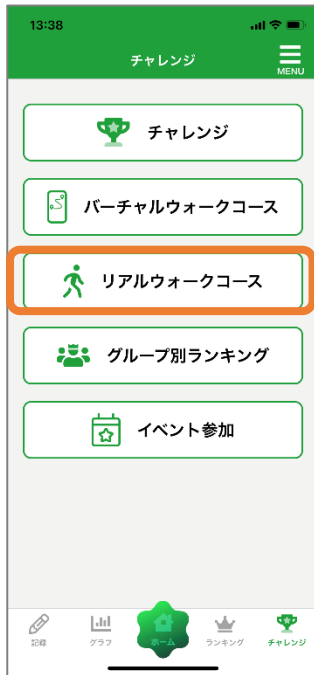 13:38
チャレンジ
MENU
チャレンジ
バーチャルウォークコース
リアルウォークコース
グループ別ランキング
イベント参加
記録 グラフ ホーム ランキング チャレンジ